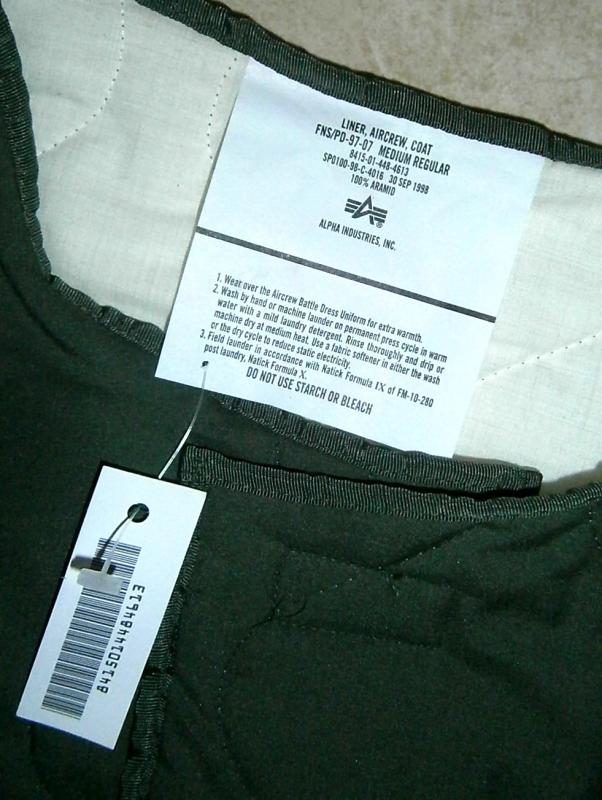 LINER, AIRCREW, COAT
FNS/PD-97-07 MEDIUM REGULAR
8415-01-448-4613
SPO100-98-C-4016 30 SEP 1998
100% ARAMID
ALPHA INDUSTRIES, INC.
1. Wear over the Aircrew Battle Dress Uniform for extra warmth.
2. Wash by hand or machine launder on permanent press cycle in warm
water with a mild laundry detergent. Rinse thoroughly and drip or
machine dry at medium heat. Use a fabric softener in either the wash
or the dry cycle to reduce static electricity.
3. Field launder in accordance with Natick Formula IX of FM-10-280
post laundry, Natick Formula X.
DO NOT USE STARCH OR BLEACH
8415014484613